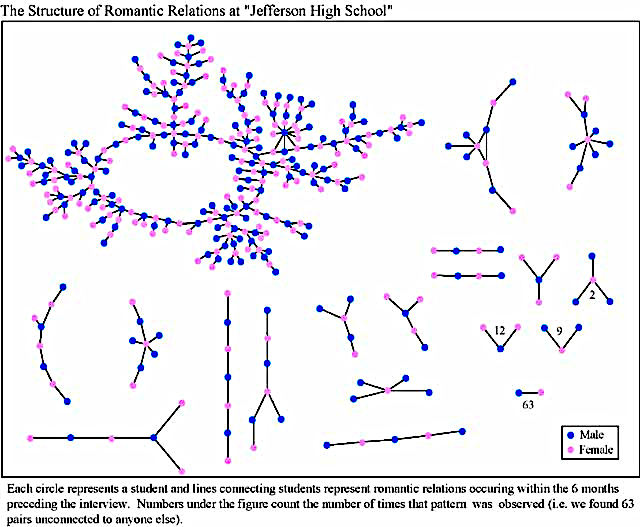 The Structure of Romantic Relations at "Jefferson High School"
2
12
9
63
Male
Female
Each circle represents a student and lines connecting students represent romantic relations occuring within the 6 months
preceding the interview. Numbers under the figure count the number of times that pattern was observed (i.e. we found 63
pairs unconnected to anyone else).